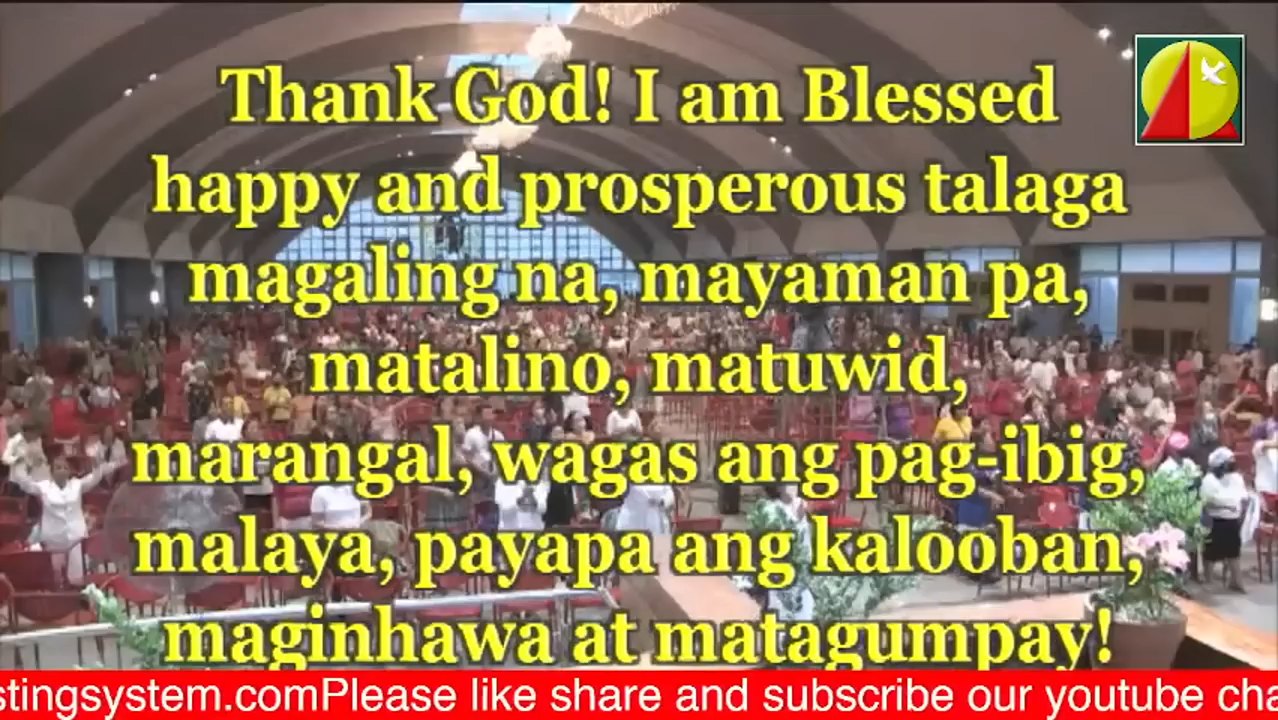 Thank God! I am Blessed
happy and prosperous talaga
magaling na, mayaman pa,
matalino, matuwid,
marangal, wagas ang pag-ibig,
malaya, payapa ang kalooban,
maginhawa at matagumpay!
stingsystem.comPlease like share and subscribe our youtube cha